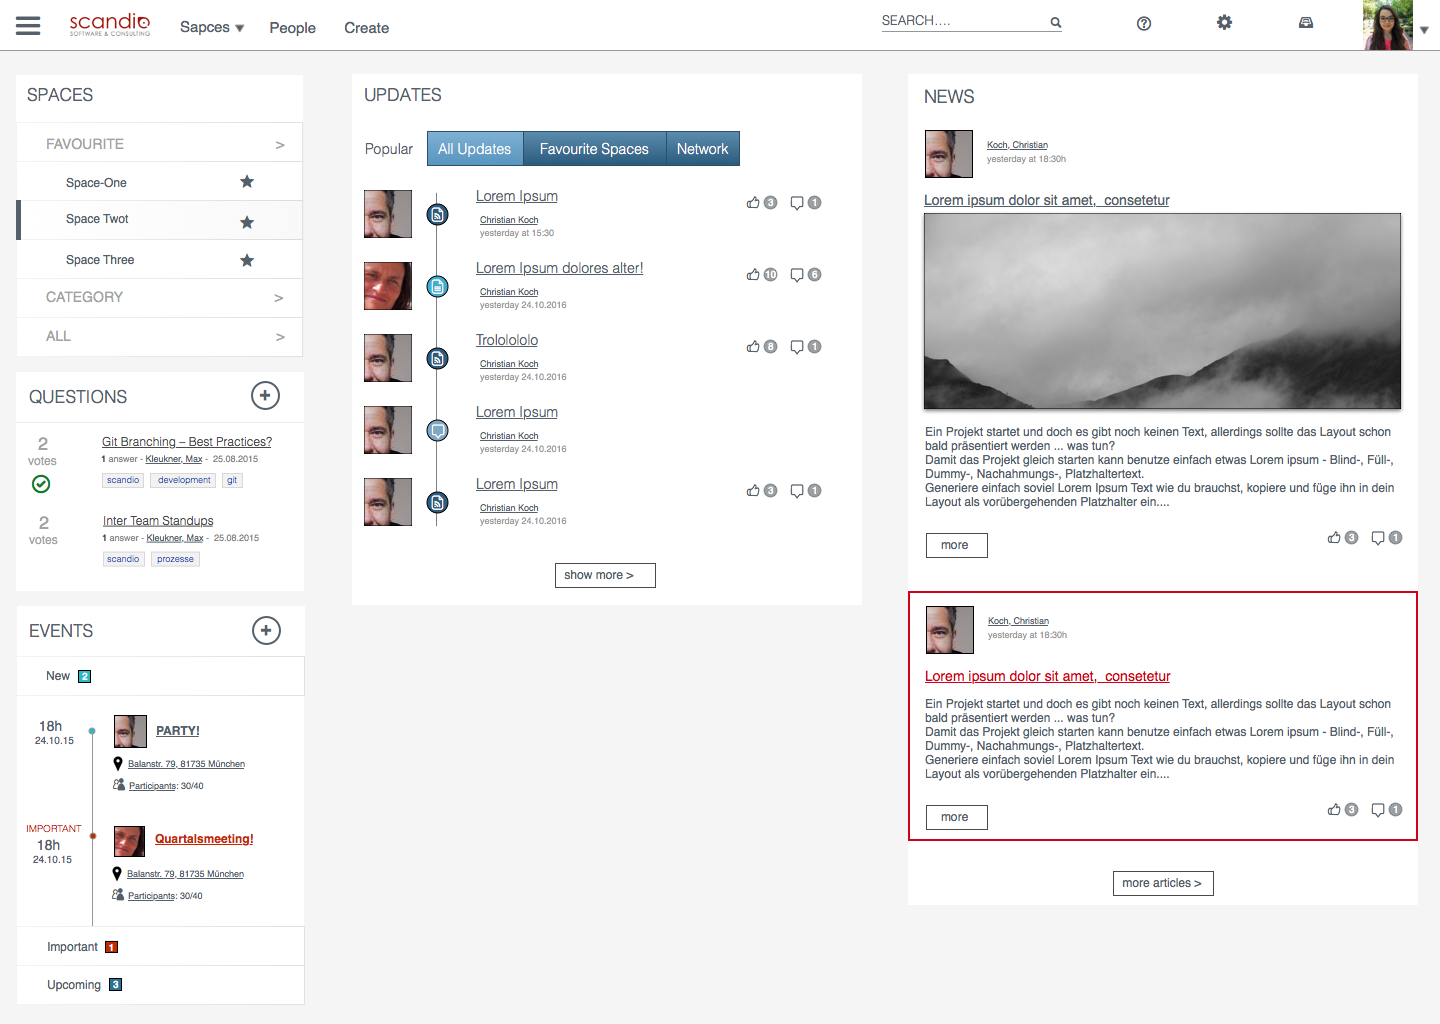 scandio
SOFTWARE & CONSULTING
Sapces ▼ People Create
SEARCH....
SPACES
FAVOURITE >
Space-One
Space Twot
Space Three
CATEGORY >
ALL >
QUESTIONS
2 votes
Git Branching – Best Practices?
1 answer - Kleukner, Max - 25.08.2015
scandio development git
2 votes
Inter Team Standups
1 answer - Kleukner, Max - 25.08.2015
scandio prozesse
EVENTS
New 2
18h
24.10.15
PARTY!
Balanstr. 79, 81735 München
Participants: 30/40
IMPORTANT
18h
24.10.15
Quartalsmeeting!
Balanstr. 79, 81735 München
Participants: 30/40
Important 1
Upcoming 3
UPDATES
Popular All Updates Favourite Spaces Network
Lorem Ipsum 3 1
Christian Koch
yesterday at 15:30
Lorem Ipsum dolores alter! 10 6
Christian Koch
yesterday 24.10.2016
Trololololo 8 1
Christian Koch
yesterday 24.10.2016
Lorem Ipsum
Christian Koch
yesterday 24.10.2016
Lorem Ipsum 3 1
Christian Koch
yesterday 24.10.2016
show more >
NEWS
Koch, Christian
yesterday at 18:30h
Lorem ipsum dolor sit amet, consetetur
Ein Projekt startet und doch es gibt noch keinen Text, allerdings sollte das Layout schon
bald präsentiert werden ... was tun?
Damit das Projekt gleich starten kann benutze einfach etwas Lorem ipsum - Blind-, Füll-,
Dummy-, Nachahmungs-, Platzhaltertext.
Generiere einfach soviel Lorem Ipsum Text wie du brauchst, kopiere und füge ihn in dein
Layout als vorübergehenden Platzhalter ein....
more 3 1
Koch, Christian
yesterday at 18:30h
Lorem ipsum dolor sit amet, consetetur
Ein Projekt startet und doch es gibt noch keinen Text, allerdings sollte das Layout schon
bald präsentiert werden ... was tun?
Damit das Projekt gleich starten kann benutze einfach etwas Lorem ipsum - Blind-, Füll-,
Dummy-, Nachahmungs-, Platzhaltertext.
Generiere einfach soviel Lorem Ipsum Text wie du brauchst, kopiere und füge ihn in dein
Layout als vorübergehenden Platzhalter ein....
more 3 1
more articles >